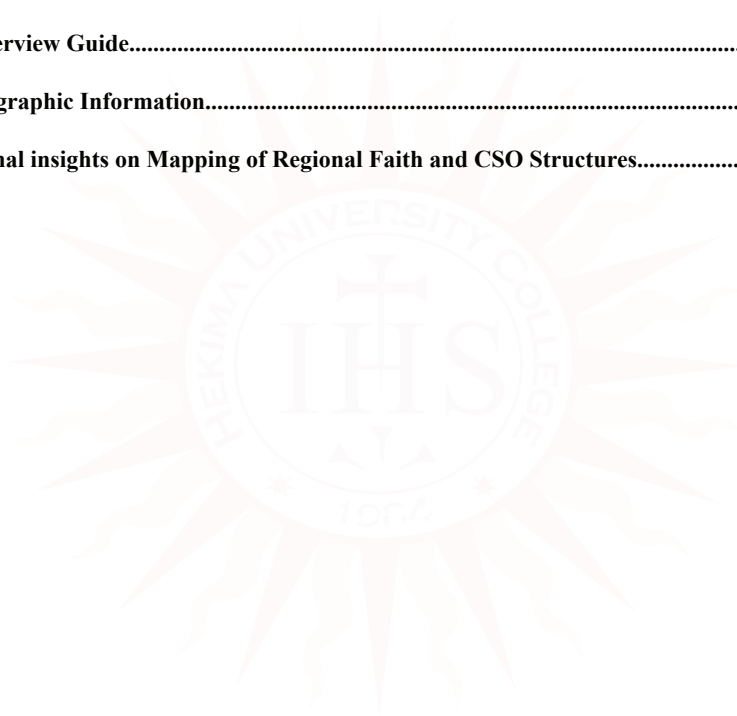 erview Guide..........................................................................................
graphic Information.............................................................................
nal insights on Mapping of Regional Faith and CSO Structures.................
HEKIMA UNIVERSITY COLLEGE
IHS